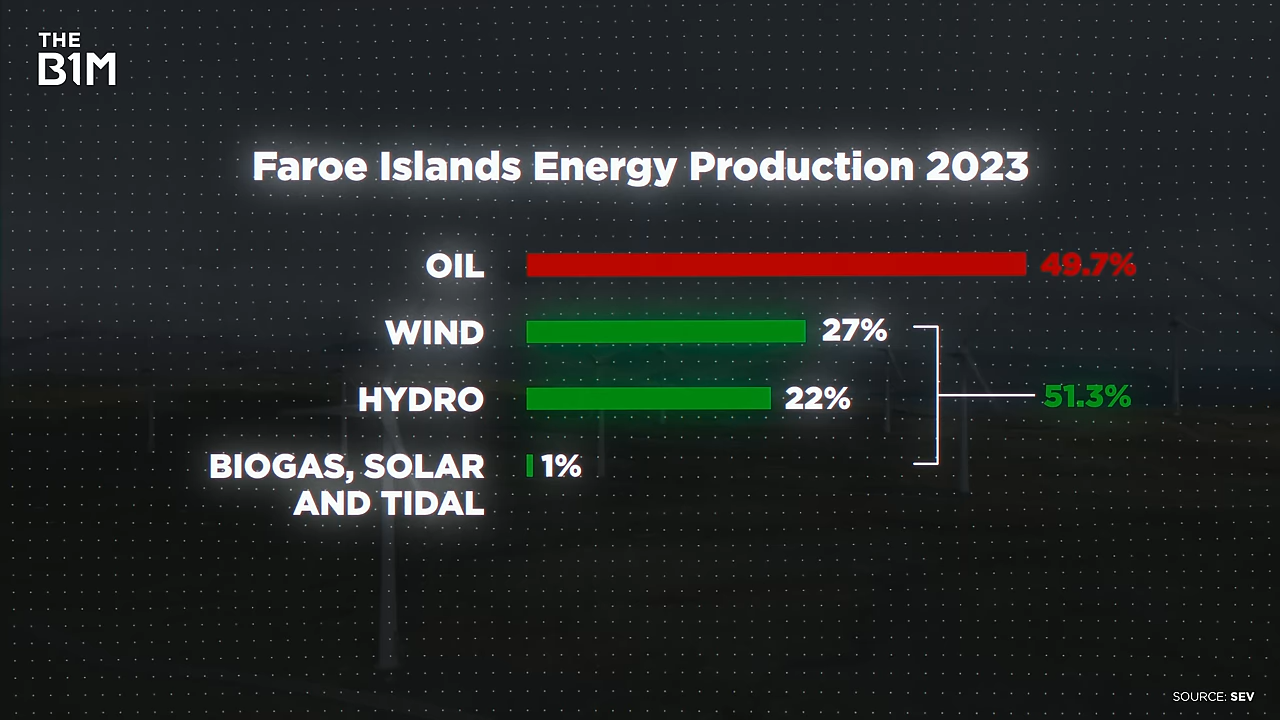 THE
B1M
Faroe Islands Energy Production 2023
OIL 49.7%
WIND 27%
HYDRO 22%
51.3%
BIOGAS, SOLAR 1%
AND TIDAL
SOURCE: SEV